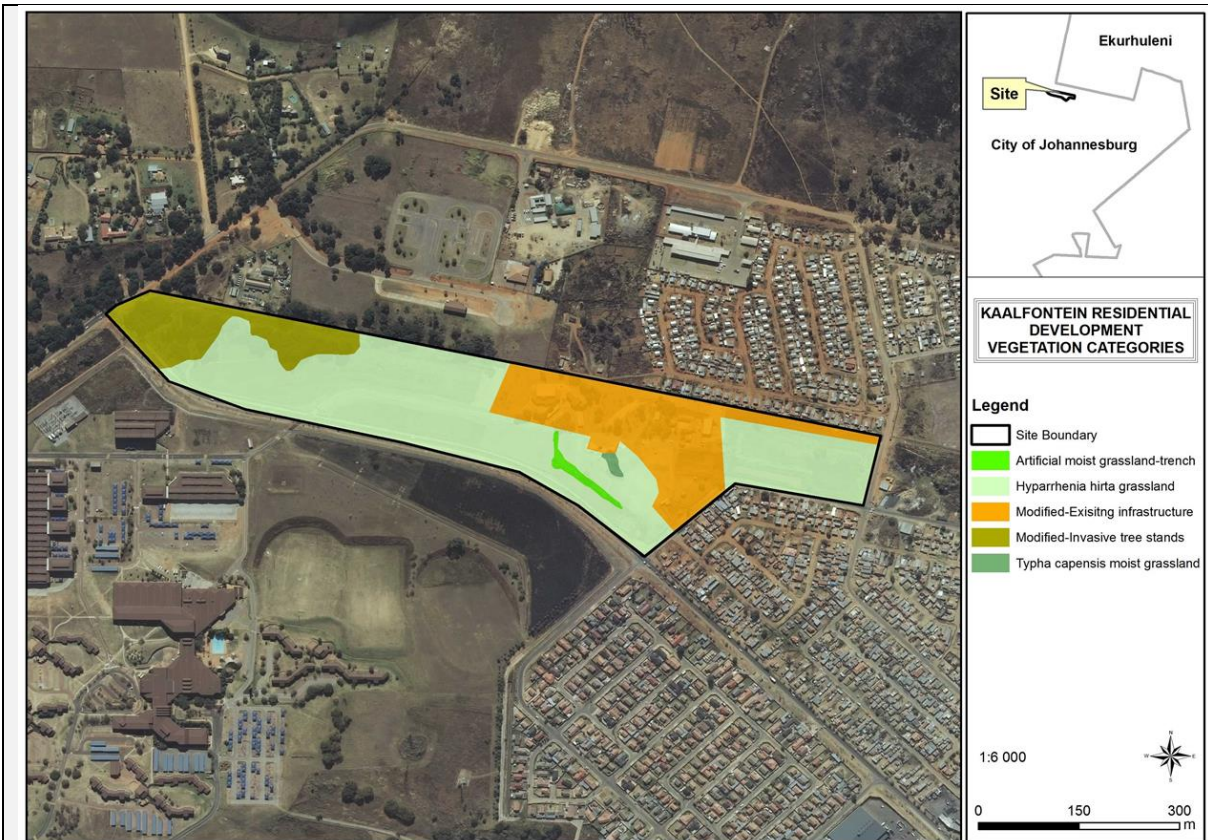 Ekurhuleni
Site
City of Johannesburg
KAALFONTEIN RESIDENTIAL
DEVELOPMENT
VEGETATION CATEGORIES
Legend
Site Boundary
Artificial moist grassland-trench
Hyparrhenia hirta grassland
Modified-Exisitng infrastructure
Modified-Invasive tree stands
Typha capensis moist grassland
1:6 000
N
W
E
S
0 150 300
m